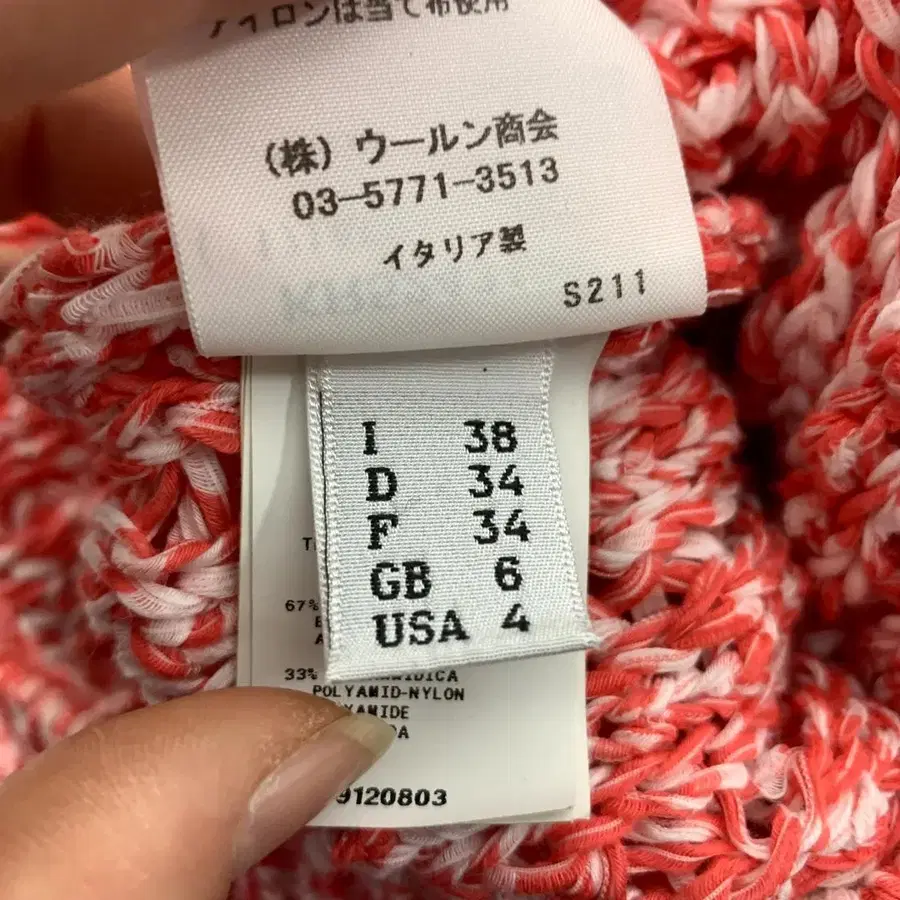 アイロンは当て布使用
(株) ウールン商会
03-5771-3513
イタリア製
S211
I 38
D 34
F 34
GB 6
USA 4
67%
33%
POLYAMID-NYLON
9120803